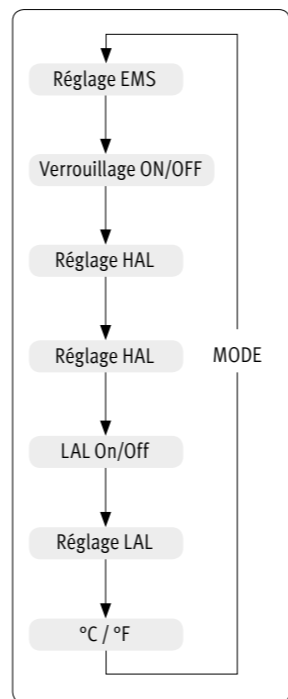 Réglage EMS
Verrouillage ON/OFF
Réglage HAL
Réglage HAL
MODE
LAL On/Off
Réglage LAL
°C / °F